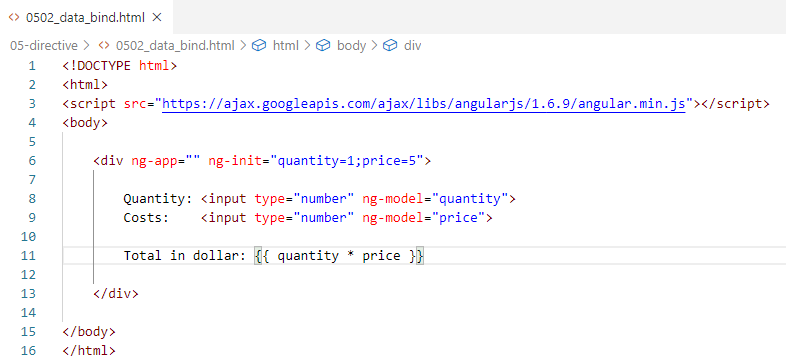 <> 0502_data_bind.html ×
05-directive > <> 0502_data_bind.html > html > body > div
1 <!DOCTYPE html>
2 <html>
3 <script src="https://ajax.googleapis.com/ajax/libs/angularjs/1.6.9/angular.min.js"></script>
4 <body>
5
6 <div ng-app="" ng-init="quantity=1;price=5">
7
8 Quantity: <input type="number" ng-model="quantity">
9 Costs: <input type="number" ng-model="price">
10
11 Total in dollar: {{ quantity * price }}
12
13 </div>
14
15 </body>
16 </html>